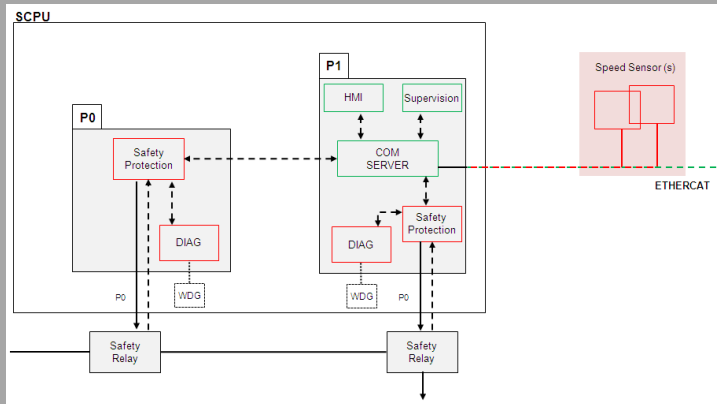 SCPU
P1
Speed Sensor (s)
HMI
Supervision
P0
COM
SERVER
Safety
Protection
ETHERCAT
Safety
Protection
DIAG
DIAG
WDG
WDG
P0
P0
Safety
Relay
Safety
Relay